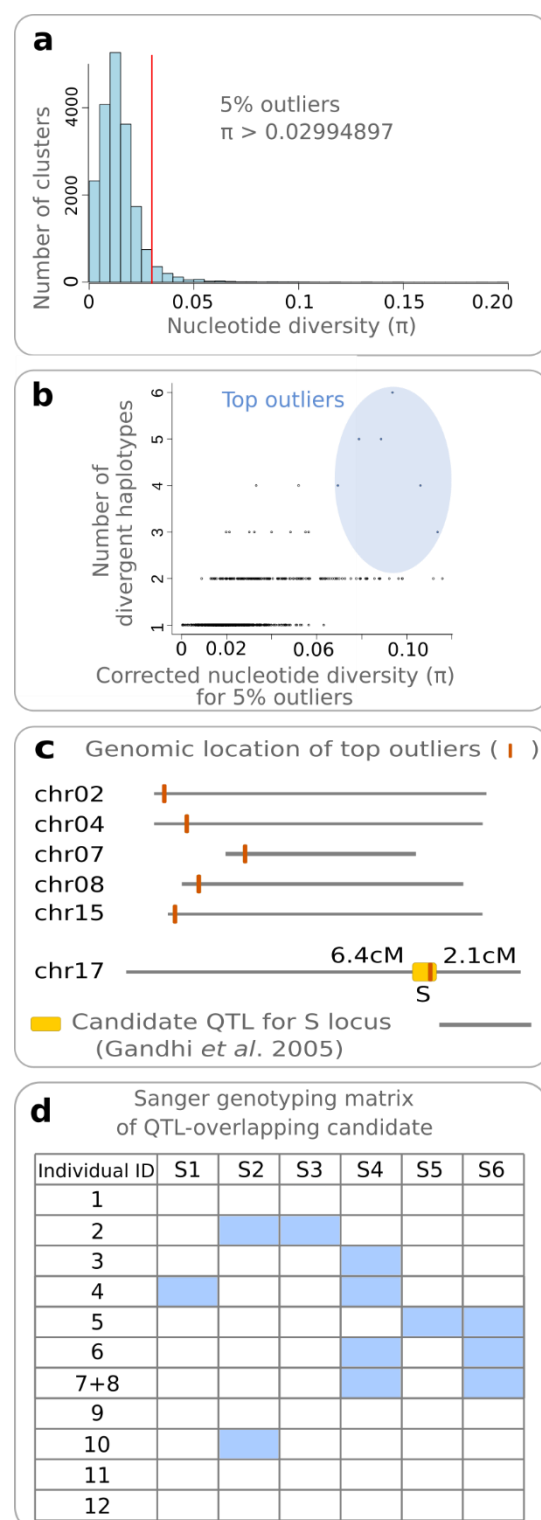 a
5% outliers
π > 0.02994897
Number of clusters
0
2000
4000
0 0.05 0.1 0.15 0.20
Nucleotide diversity (π)
b
Top outliers
Number of
divergent haplotypes
6
5
4
3
2
1
0 0.02 0.06 0.10
Corrected nucleotide diversity (π)
for 5% outliers
c Genomic location of top outliers ( )
chr02
chr04
chr07
chr08
chr15
6.4cM 2.1cM
chr17
S
Candidate QTL for S locus
(Gandhi et al. 2005)
d
Sanger genotyping matrix
of QTL-overlapping candidate
Individual ID S1 S2 S3 S4 S5 S6
1
2
3
4
5
6
7+8
9
10
11
12